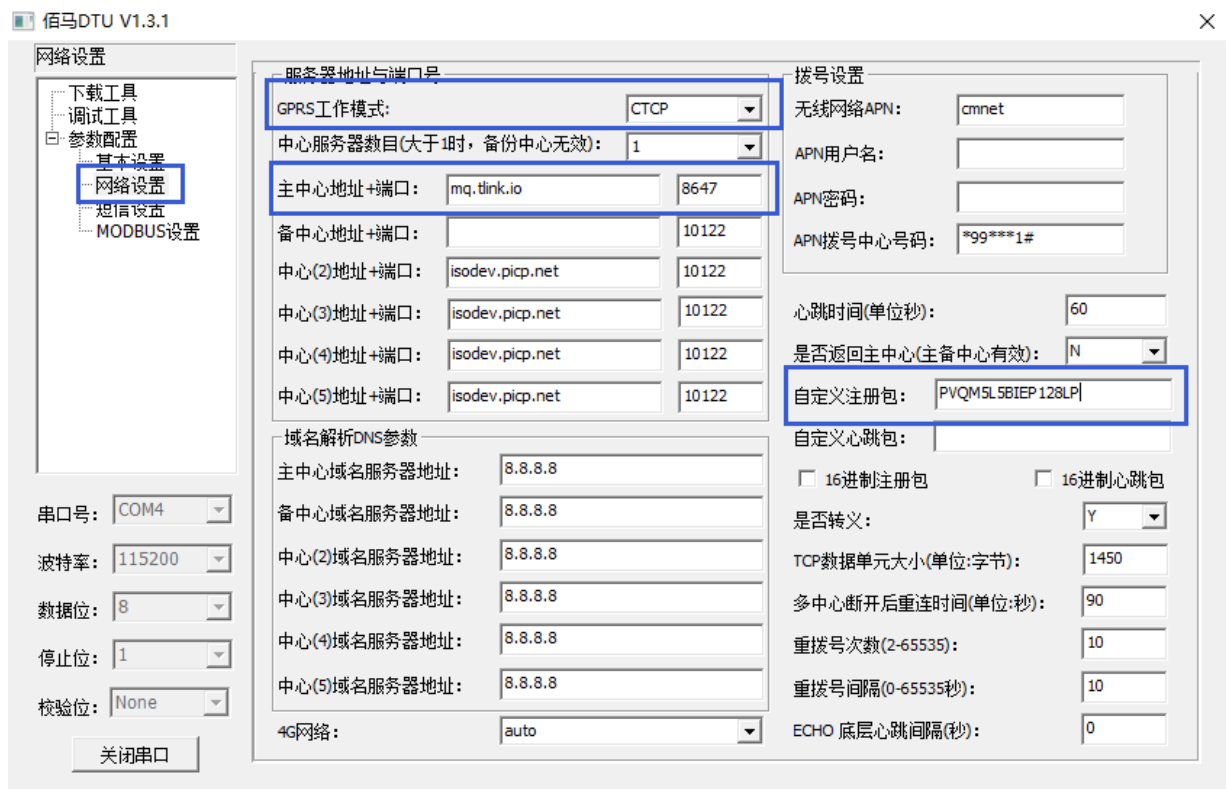 佰马DTU V1.3.1
网络设置
下载工具
调试工具
参数配置
基本设置
网络设置
短信设置
MODBUS设置
串口号： COM4
波特率： 115200
数据位： 8
停止位： 1
校验位： None
关闭串口
服务器地址与端口号
GPRS工作模式: CTCP
中心服务器数目(大于1时，备份中心无效)： 1
主中心地址+端口： mq.tlink.io 8647
备中心地址+端口： 10122
中心(2)地址+端口： isodev.picp.net 10122
中心(3)地址+端口： isodev.picp.net 10122
中心(4)地址+端口： isodev.picp.net 10122
中心(5)地址+端口： isodev.picp.net 10122
域名解析DNS参数
主中心域名服务器地址： 8.8.8.8
备中心域名服务器地址： 8.8.8.8
中心(2)域名服务器地址： 8.8.8.8
中心(3)域名服务器地址： 8.8.8.8
中心(4)域名服务器地址： 8.8.8.8
中心(5)域名服务器地址： 8.8.8.8
4G网络： auto
拨号设置
无线网络APN： cmnet
APN用户名：
APN密码：
APN拨号中心号码： *99***1#
心跳时间(单位秒)： 60
是否返回主中心(主备中心有效)： N
自定义注册包： PVQM5L5BIEP128LP
自定义心跳包：
16进制注册包 16进制心跳包
是否转义： Y
TCP数据单元大小(单位:字节)： 1450
多中心断开后重连时间(单位:秒)： 90
重拨号次数(2-65535)： 10
重拨号间隔(0-65535秒)： 10
ECHO 底层心跳间隔(秒)： 0